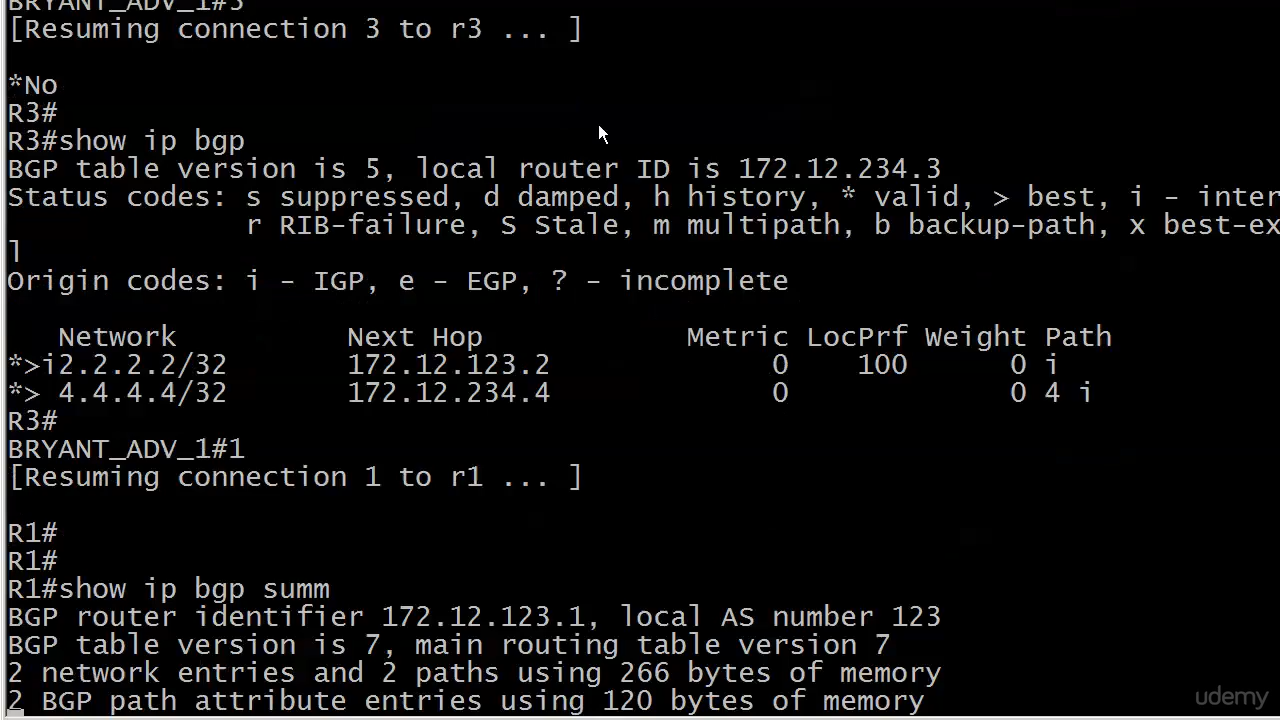 BRYANT_ADV_1#3
[Resuming connection 3 to r3 ... ]
*No
R3#
R3#show ip bgp
BGP table version is 5, local router ID is 172.12.234.3
Status codes: s suppressed, d damped, h history, * valid, > best, i - inter
r RIB-failure, S Stale, m multipath, b backup-path, x best-ex
l
Origin codes: i - IGP, e - EGP, ? - incomplete
Network Next Hop Metric LocPrf Weight Path
*>i2.2.2.2/32 172.12.123.2 0 100 0 i
*> 4.4.4.4/32 172.12.234.4 0 0 4 i
R3#
BRYANT_ADV_1#1
[Resuming connection 1 to r1 ... ]
R1#
R1#
R1#show ip bgp summ
BGP router identifier 172.12.123.1, local AS number 123
BGP table version is 7, main routing table version 7
2 network entries and 2 paths using 266 bytes of memory
2 BGP path attribute entries using 120 bytes of memory
udemy